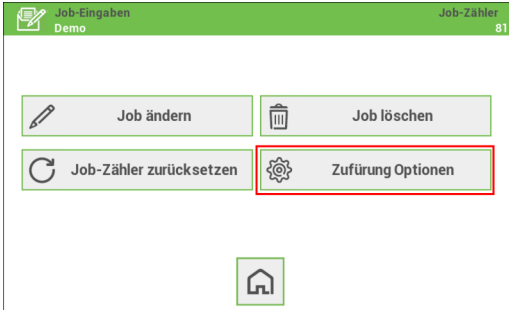 Job-Eingaben
Demo
Job-Zähler
81
Job ändern
Job löschen
Job-Zähler zurücksetzen
Zufürung Optionen